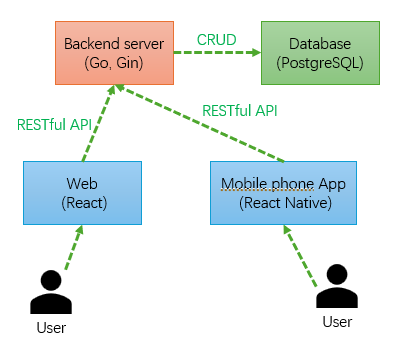 Backend server
(Go, Gin)
CRUD
Database
(PostgreSQL)
RESTful API
RESTful API
Web
(React)
Mobile phone App
(React Native)
User
User